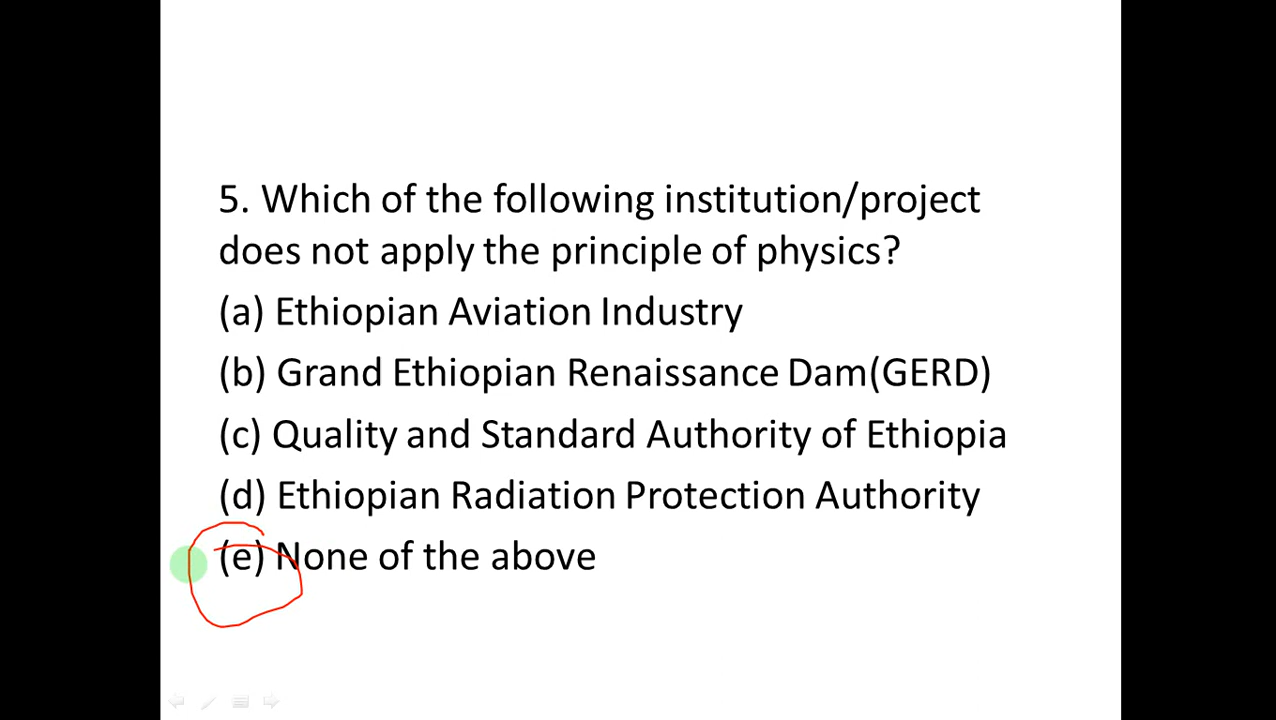 5. Which of the following institution/project
does not apply the principle of physics?
(a) Ethiopian Aviation Industry
(b) Grand Ethiopian Renaissance Dam(GERD)
(c) Quality and Standard Authority of Ethiopia
(d) Ethiopian Radiation Protection Authority
(e) None of the above